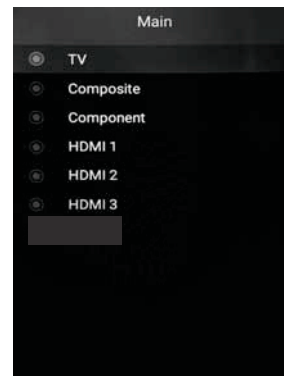 Main
TV
Composite
Component
HDMI 1
HDMI 2
HDMI 3